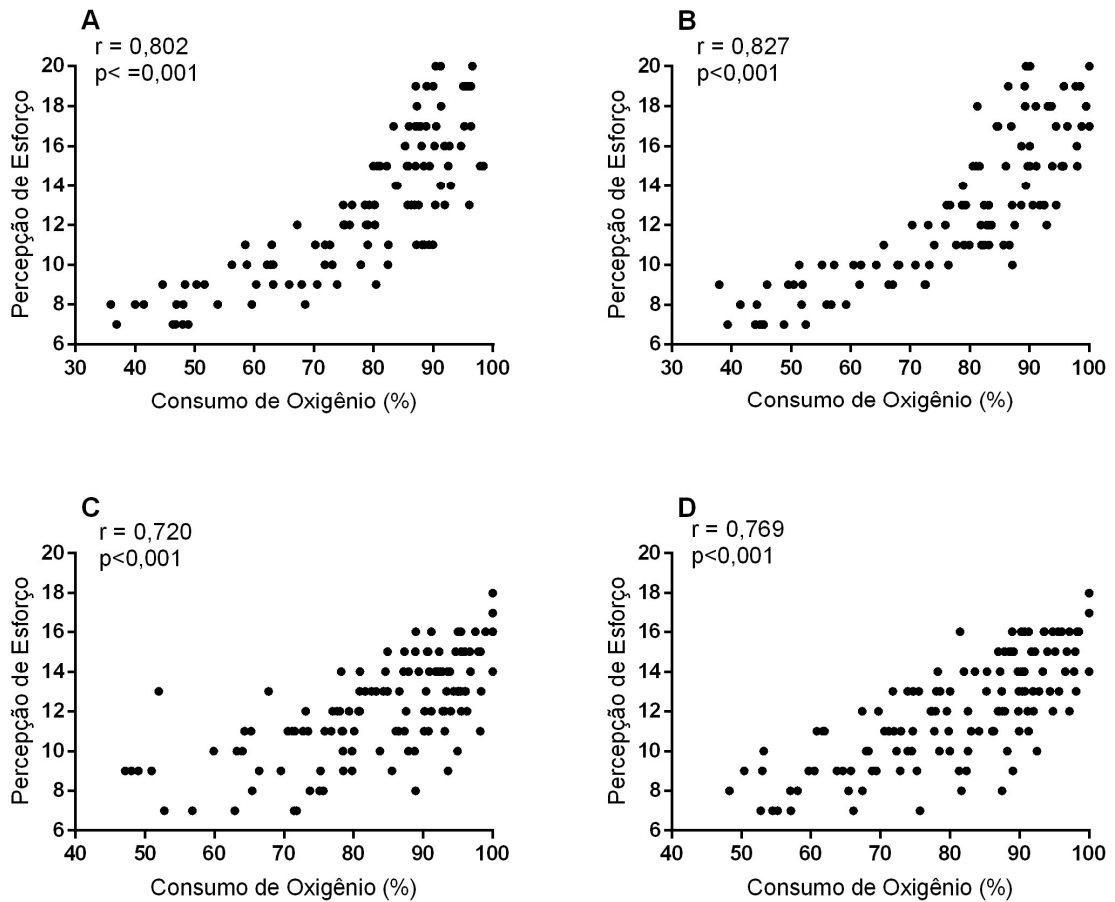 A
r = 0,802
p< =0,001
20
18
16
14
12
10
8
6
Percepção de Esforço
30 40 50 60 70 80 90 100
Consumo de Oxigênio (%)
B
r = 0,827
p<0,001
20
18
16
14
12
10
8
6
Percepção de Esforço
30 40 50 60 70 80 90 100
Consumo de Oxigênio (%)
C
r = 0,720
p<0,001
20
18
16
14
12
10
8
6
Percepção de Esforço
40 50 60 70 80 90 100
Consumo de Oxigênio (%)
D
r = 0,769
p<0,001
20
18
16
14
12
10
8
6
Percepção de Esforço
40 50 60 70 80 90 100
Consumo de Oxigênio (%)